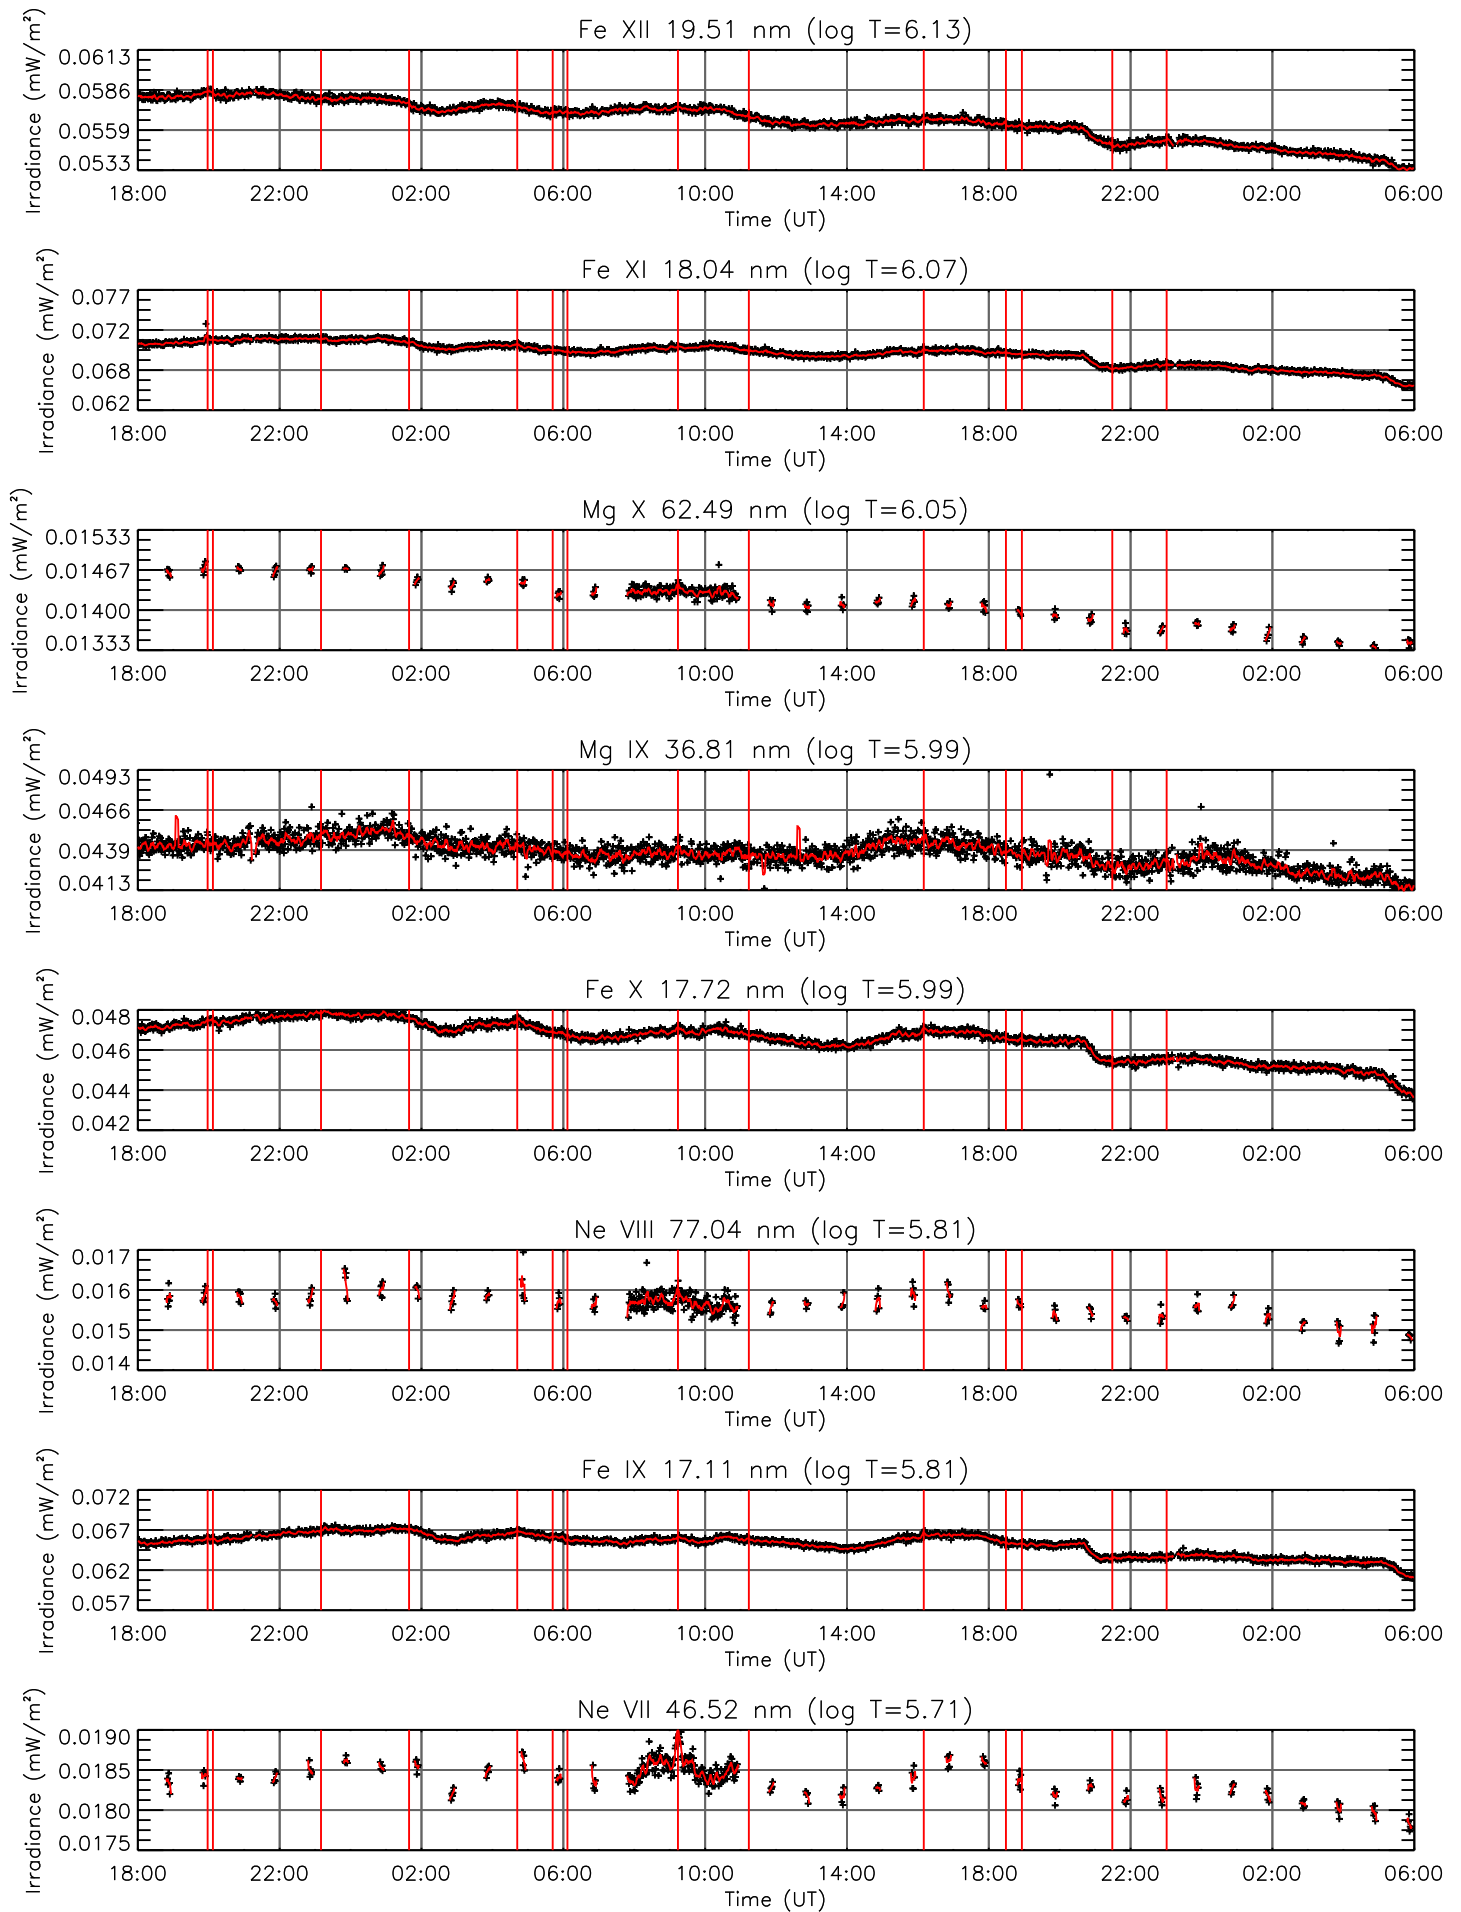 Fe XII 19.51 nm (log T=6.13)
Irradiance (mW/m²)
0.0613
0.0586
0.0559
0.0533
18:00 22:00 02:00 06:00 10:00 14:00 18:00 22:00 02:00 06:00
Time (UT)
Fe XI 18.04 nm (log T=6.07)
Irradiance (mW/m²)
0.077
0.072
0.068
0.062
18:00 22:00 02:00 06:00 10:00 14:00 18:00 22:00 02:00 06:00
Time (UT)
Mg X 62.49 nm (log T=6.05)
Irradiance (mW/m²)
0.01533
0.01467
0.01400
0.01333
18:00 22:00 02:00 06:00 10:00 14:00 18:00 22:00 02:00 06:00
Time (UT)
Mg IX 36.81 nm (log T=5.99)
Irradiance (mW/m²)
0.0493
0.0466
0.0439
0.0413
18:00 22:00 02:00 06:00 10:00 14:00 18:00 22:00 02:00 06:00
Time (UT)
Fe X 17.72 nm (log T=5.99)
Irradiance (mW/m²)
0.048
0.046
0.044
0.042
18:00 22:00 02:00 06:00 10:00 14:00 18:00 22:00 02:00 06:00
Time (UT)
Ne VIII 77.04 nm (log T=5.81)
Irradiance (mW/m²)
0.017
0.016
0.015
0.014
18:00 22:00 02:00 06:00 10:00 14:00 18:00 22:00 02:00 06:00
Time (UT)
Fe IX 17.11 nm (log T=5.81)
Irradiance (mW/m²)
0.072
0.067
0.062
0.057
18:00 22:00 02:00 06:00 10:00 14:00 18:00 22:00 02:00 06:00
Time (UT)
Ne VII 46.52 nm (log T=5.71)
Irradiance (mW/m²)
0.0190
0.0185
0.0180
0.0175
18:00 22:00 02:00 06:00 10:00 14:00 18:00 22:00 02:00 06:00
Time (UT)